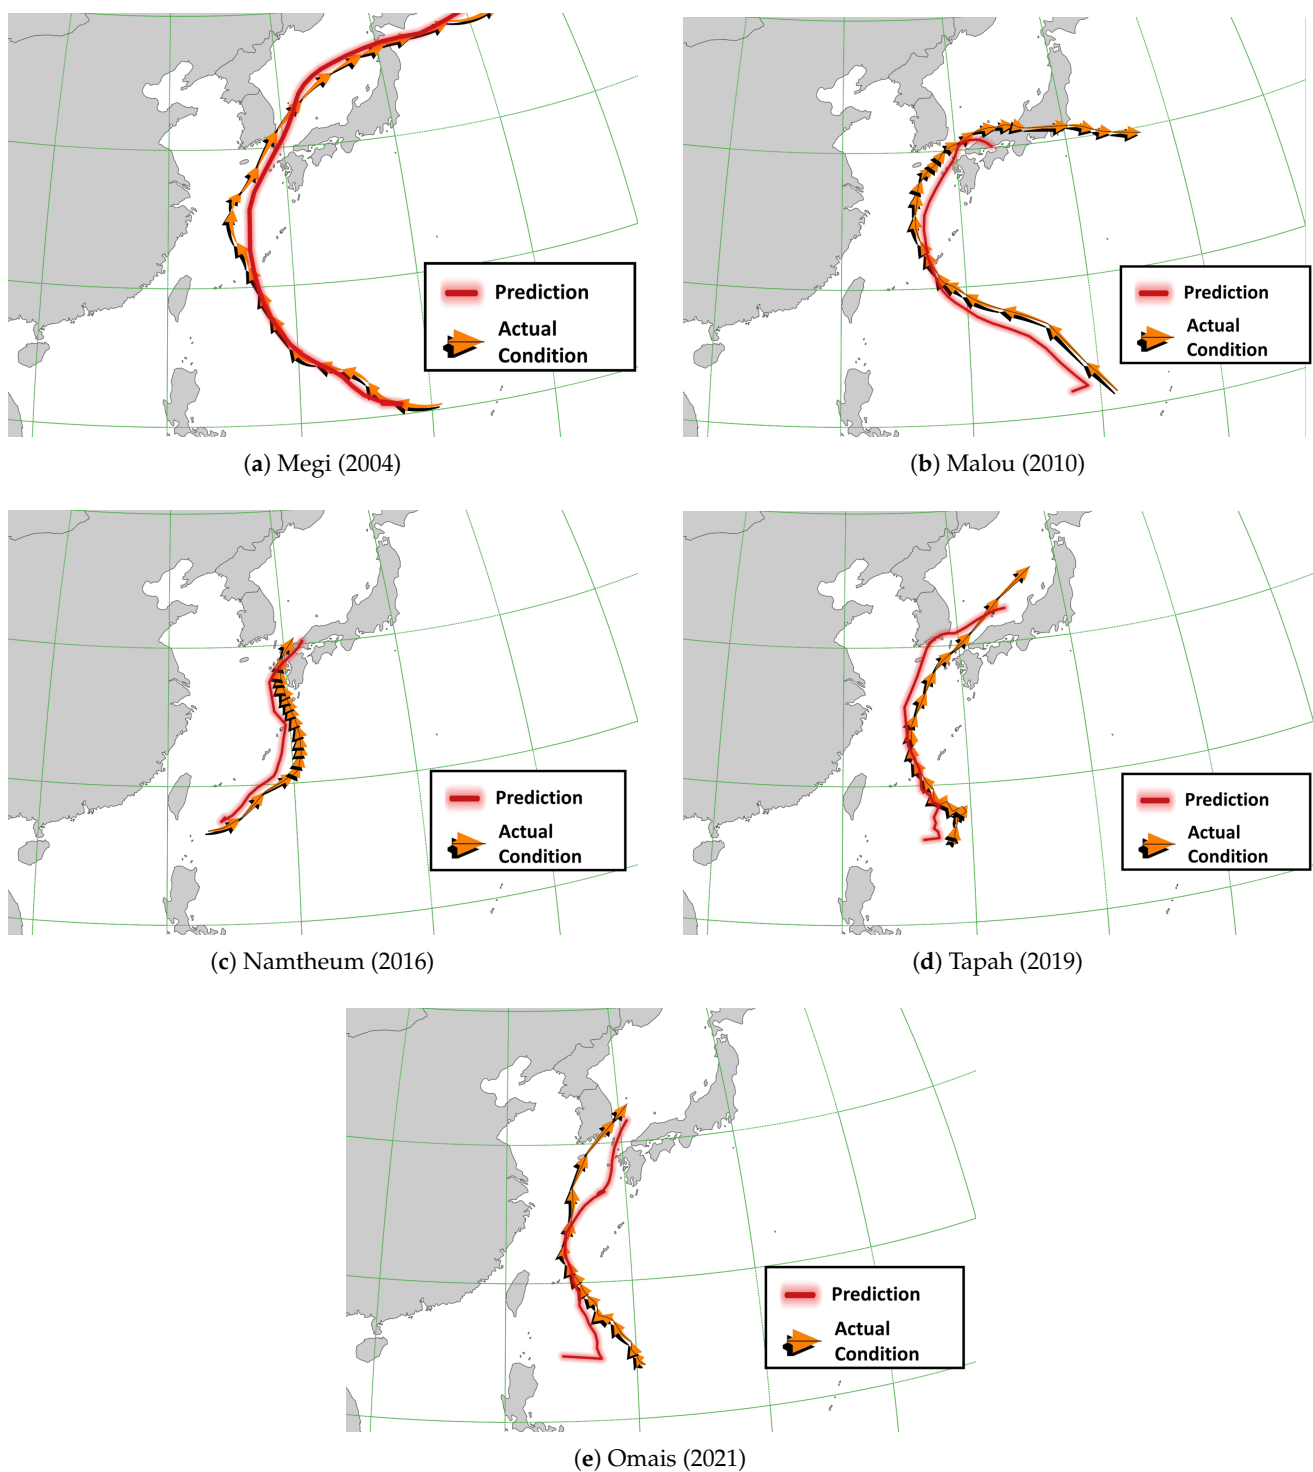 Prediction
Actual
Condition
Prediction
Actual
Condition
(a) Megi (2004)
(b) Malou (2010)
Prediction
Actual
Condition
Prediction
Actual
Condition
(c) Namtheum (2016)
(d) Tapah (2019)
Prediction
Actual
Condition
(e) Omais (2021)